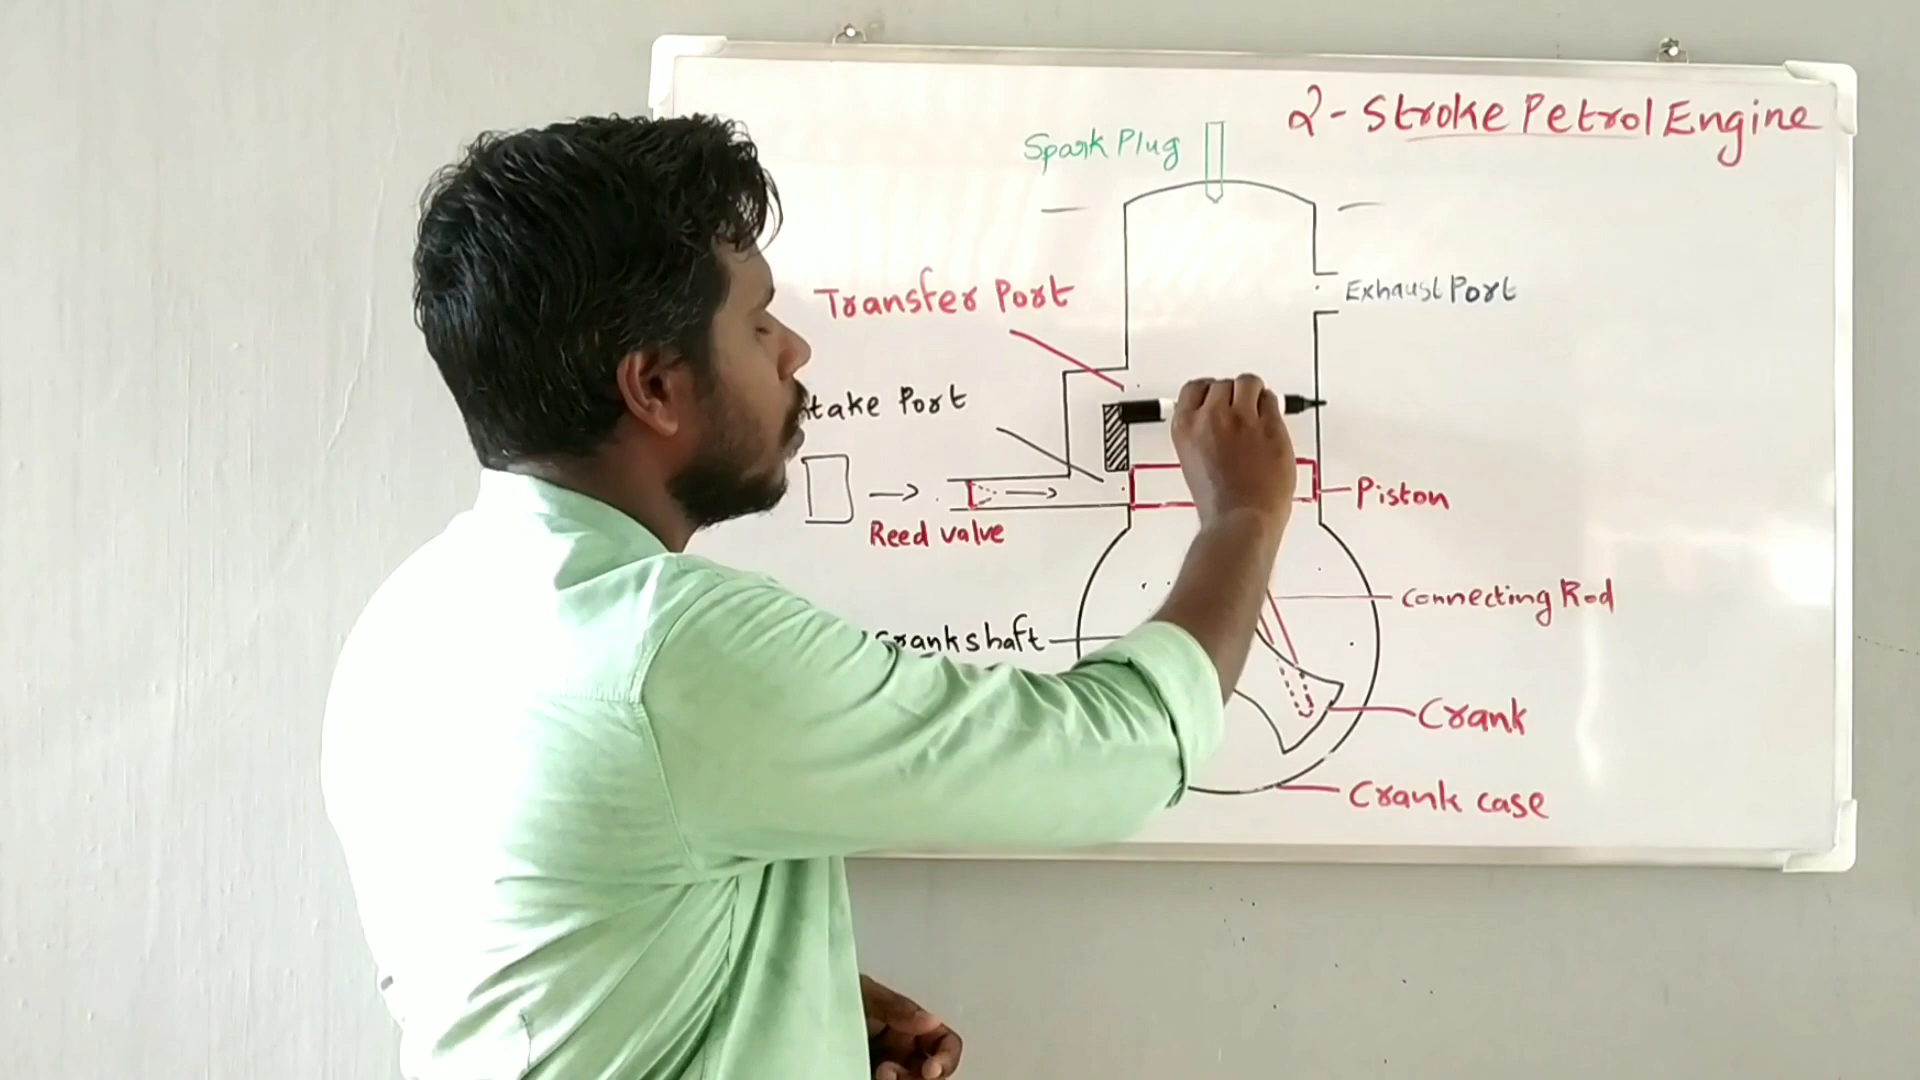 2-Stroke Petrol Engine
Spark Plug
Exhaust Port
Transfer Port
take Port
Piston
Reed valve
Connecting Rod
Crankshaft
Crank
Crank case